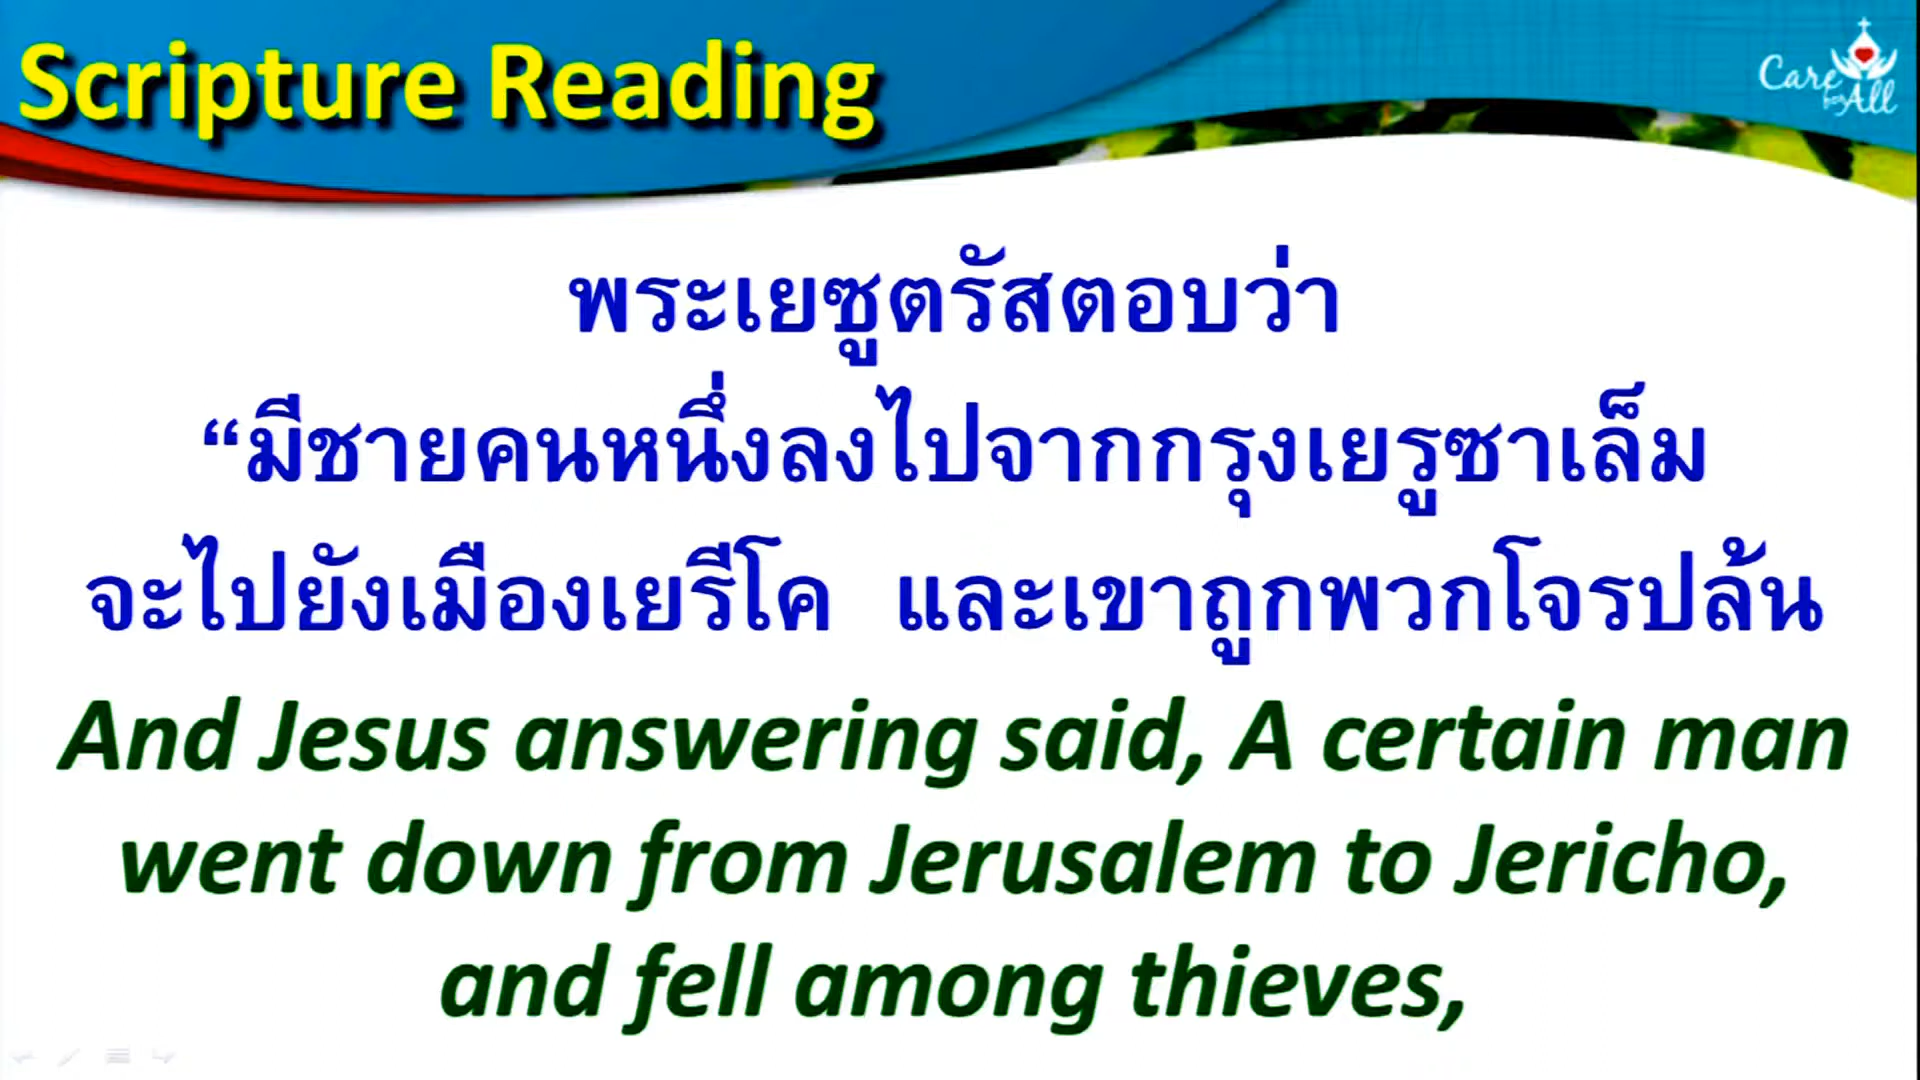 Scripture Reading
Care
for All
พระเยซูตรัสตอบว่า
“มีชายคนหนึ่งลงไปจากกรุงเยรูซาเล็ม
จะไปยังเมืองเยรีโค และเขาถูกพวกโจรปล้น
And Jesus answering said, A certain man
went down from Jerusalem to Jericho,
and fell among thieves,